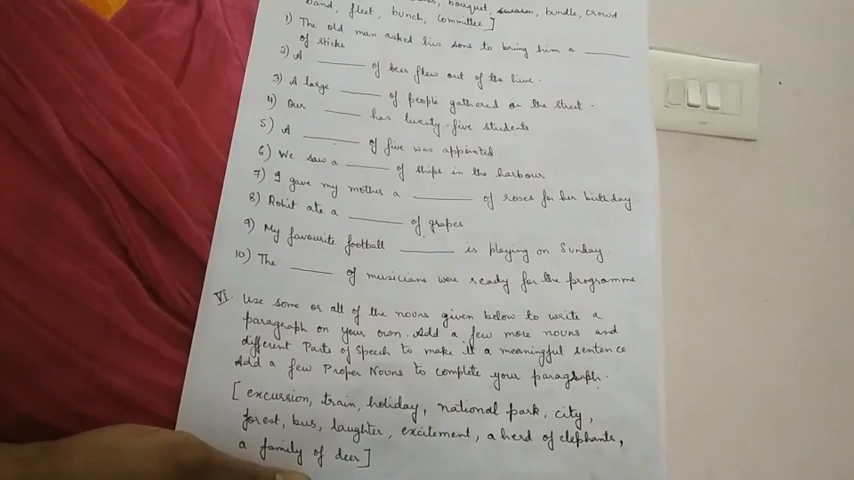 bouquet, swarm, bundle, crowd
band, fleet, bunch, committee]
1) The old man asked his sons to bring him a ______
of sticks
2) A ______ of bees flew out of the hive.
3) A large ______ of people gathered on the street.
4) Our ______ has twenty-five students
5) A ______ of five was appointed
6) We saw a ______ of ships in the harbour
7) I gave my mother a ______ of roses for her birthday.
8) Rohit ate a ______ of grapes
9) My favourite football ______ is playing on Sunday.
10) The ______ of musicians were ready for the programme
VI. Use some or all of the nouns given below to write a
paragraph on your own. Add a few more nouns and
different Parts of Speech to make it a meaningful sentence
Add a few Proper Nouns to complete your paragraph.
[excursion, train, holiday, national park, city,
forest, bus, laughter, excitement, a herd of elephants,
a family of deer]